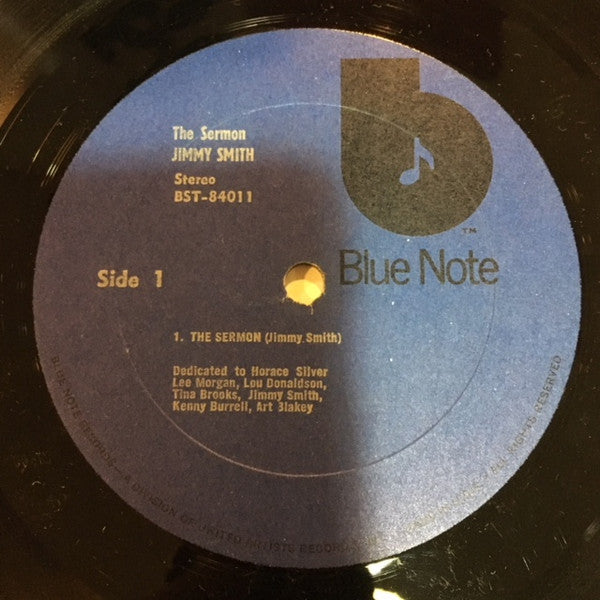 The Sermon
JIMMY SMITH
Stereo
BST-84011
TM
Blue Note
Side 1
1. THE SERMON (Jimmy Smith)
Dedicated to Horace Silver
Lee Morgan, Lou Donaldson,
Tina Brooks, Jimmy Smith,
Kenny Burrell, Art Blakey
BLUE NOTE RECORDS—A DIVISION OF UNITED ARTISTS RECORDS ALL RIGHTS RESERVED